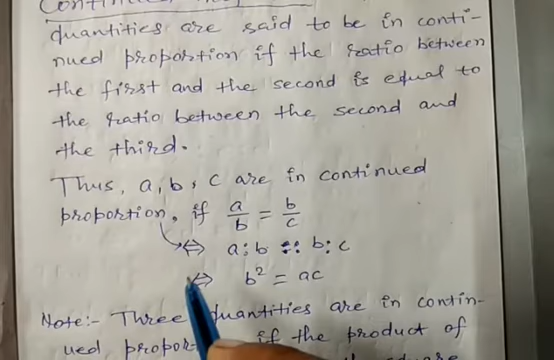 quantities are said to be in conti-
nued proportion if the ratio between
the first and the second is equal to
the ratio between the second and
the third.
Thus, a, b, c are in continued
proportion, if a/b = b/c
⇔ a:b :: b:c
⇔ b² = ac
Note:- Three quantities are in contin-
ued if the product of